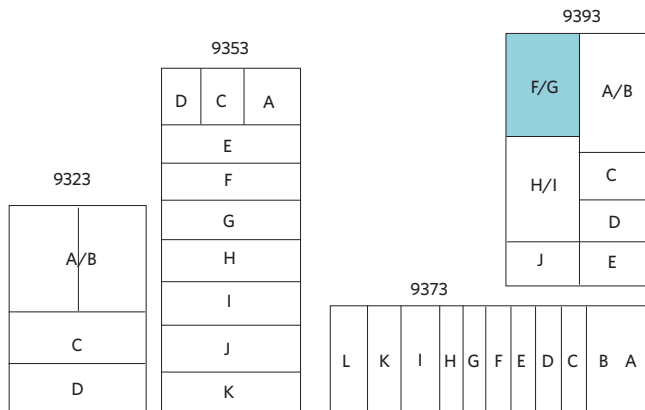 9393
F/G
A/B
H/I
C
D
J
E
9353
D C A
E
F
G
H
I
J
K
9323
A/B
C
D
9373
L K I H G F E D C B A